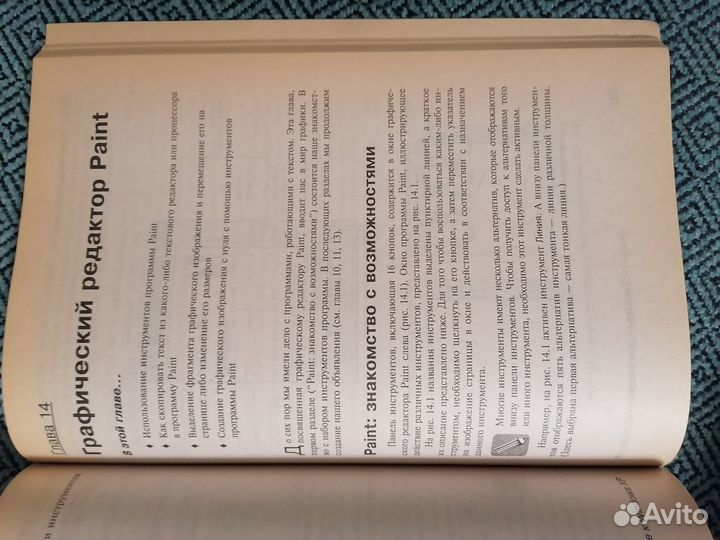 Глава 14
Графический редактор Paint
В этой главе...
♦ Использование инструментов программы Paint
♦ Как скопировать текст из какого-либо текстового редактора или процессора
в программу Paint
♦ Выделение фрагмента графического изображения и перемещение его на
странице либо изменение его размеров
♦ Создание графического изображения с нуля с помощью инструментов
программы Paint
До сих пор мы имели дело с программами, работающими с текстом. Эта глава,
посвященная графическому редактору Paint, вводит нас в мир графики. В
первом разделе ("Paint: знакомство с возможностями") состоится наше знакомст-
во с набором инструментов программы. В последующих разделах мы продолжим
создание нашего объявления (см. главы 10, 11, 13).
Paint: знакомство с возможностями
Панель инструментов, включающая 16 кнопок, содержится в окне графиче-
ского редактора Paint слева (рис. 14.1). Окно программы Paint, иллюстрирующее
действие различных инструментов, представлено на рис. 14.1.
На рис. 14.1 названия инструментов выделены пунктирной линией, а краткое
их описание представлено ниже. Для того чтобы воспользоваться каким-либо ин-
струментом, необходимо щелкнуть на его кнопке, а затем переместить указатель
на изображение страницы в окне и действовать в соответствии с назначением
данного инструмента.
Многие инструменты имеют несколько альтернатив, которые отображаются
внизу панели инструментов. Чтобы получить доступ к альтернативам того
или иного инструмента, необходимо этот инструмент сделать активным.
Например, на рис. 14.1 активен инструмент Линия. А внизу панели инструмен-
тов отображаются пять альтернатив инструмента — линии различной толщины.
(Здесь выбрана первая альтернатива — самая тонкая линия.)
и инструментов
Avito